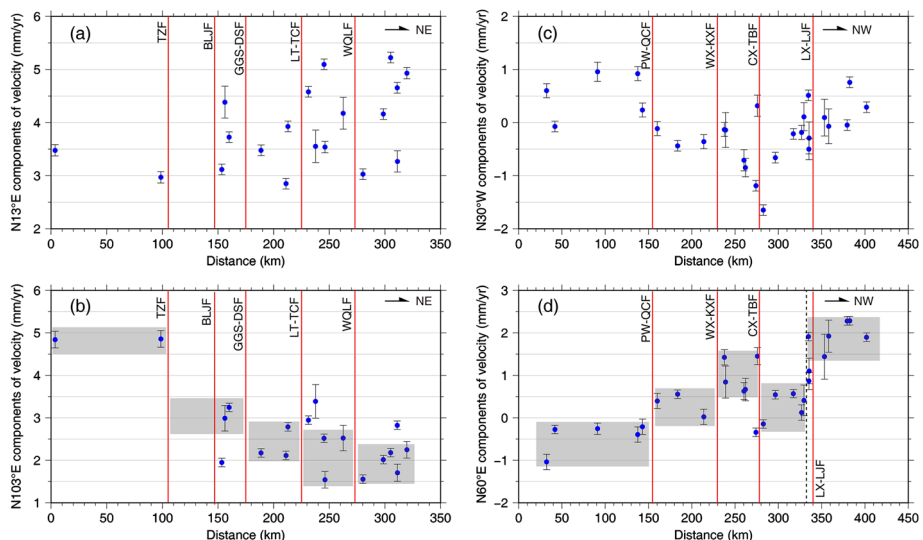 (a)
TZF
BLJF
GGS-DSF
LT-TCF
WQLF
NE
N13°E components of velocity (mm/yr)
6
5
4
3
2
0 50 100 150 200 250 300 350
Distance (km)
(c)
PW-QCF
WX-KXF
CX-TBF
LX-LJF
NW
N30°W components of velocity (mm/yr)
2
1
0
−1
−2
0 50 100 150 200 250 300 350 400 450
Distance (km)
(b)
TZF
BLJF
GGS-DSF
LT-TCF
WQLF
NE
N103°E components of velocity (mm/yr)
6
5
4
3
2
1
0 50 100 150 200 250 300 350
Distance (km)
(d)
PW-QCF
WX-KXF
CX-TBF
LX-LJF
NW
N60°E components of velocity (mm/yr)
3
2
1
0
−1
−2
0 50 100 150 200 250 300 350 400 450
Distance (km)